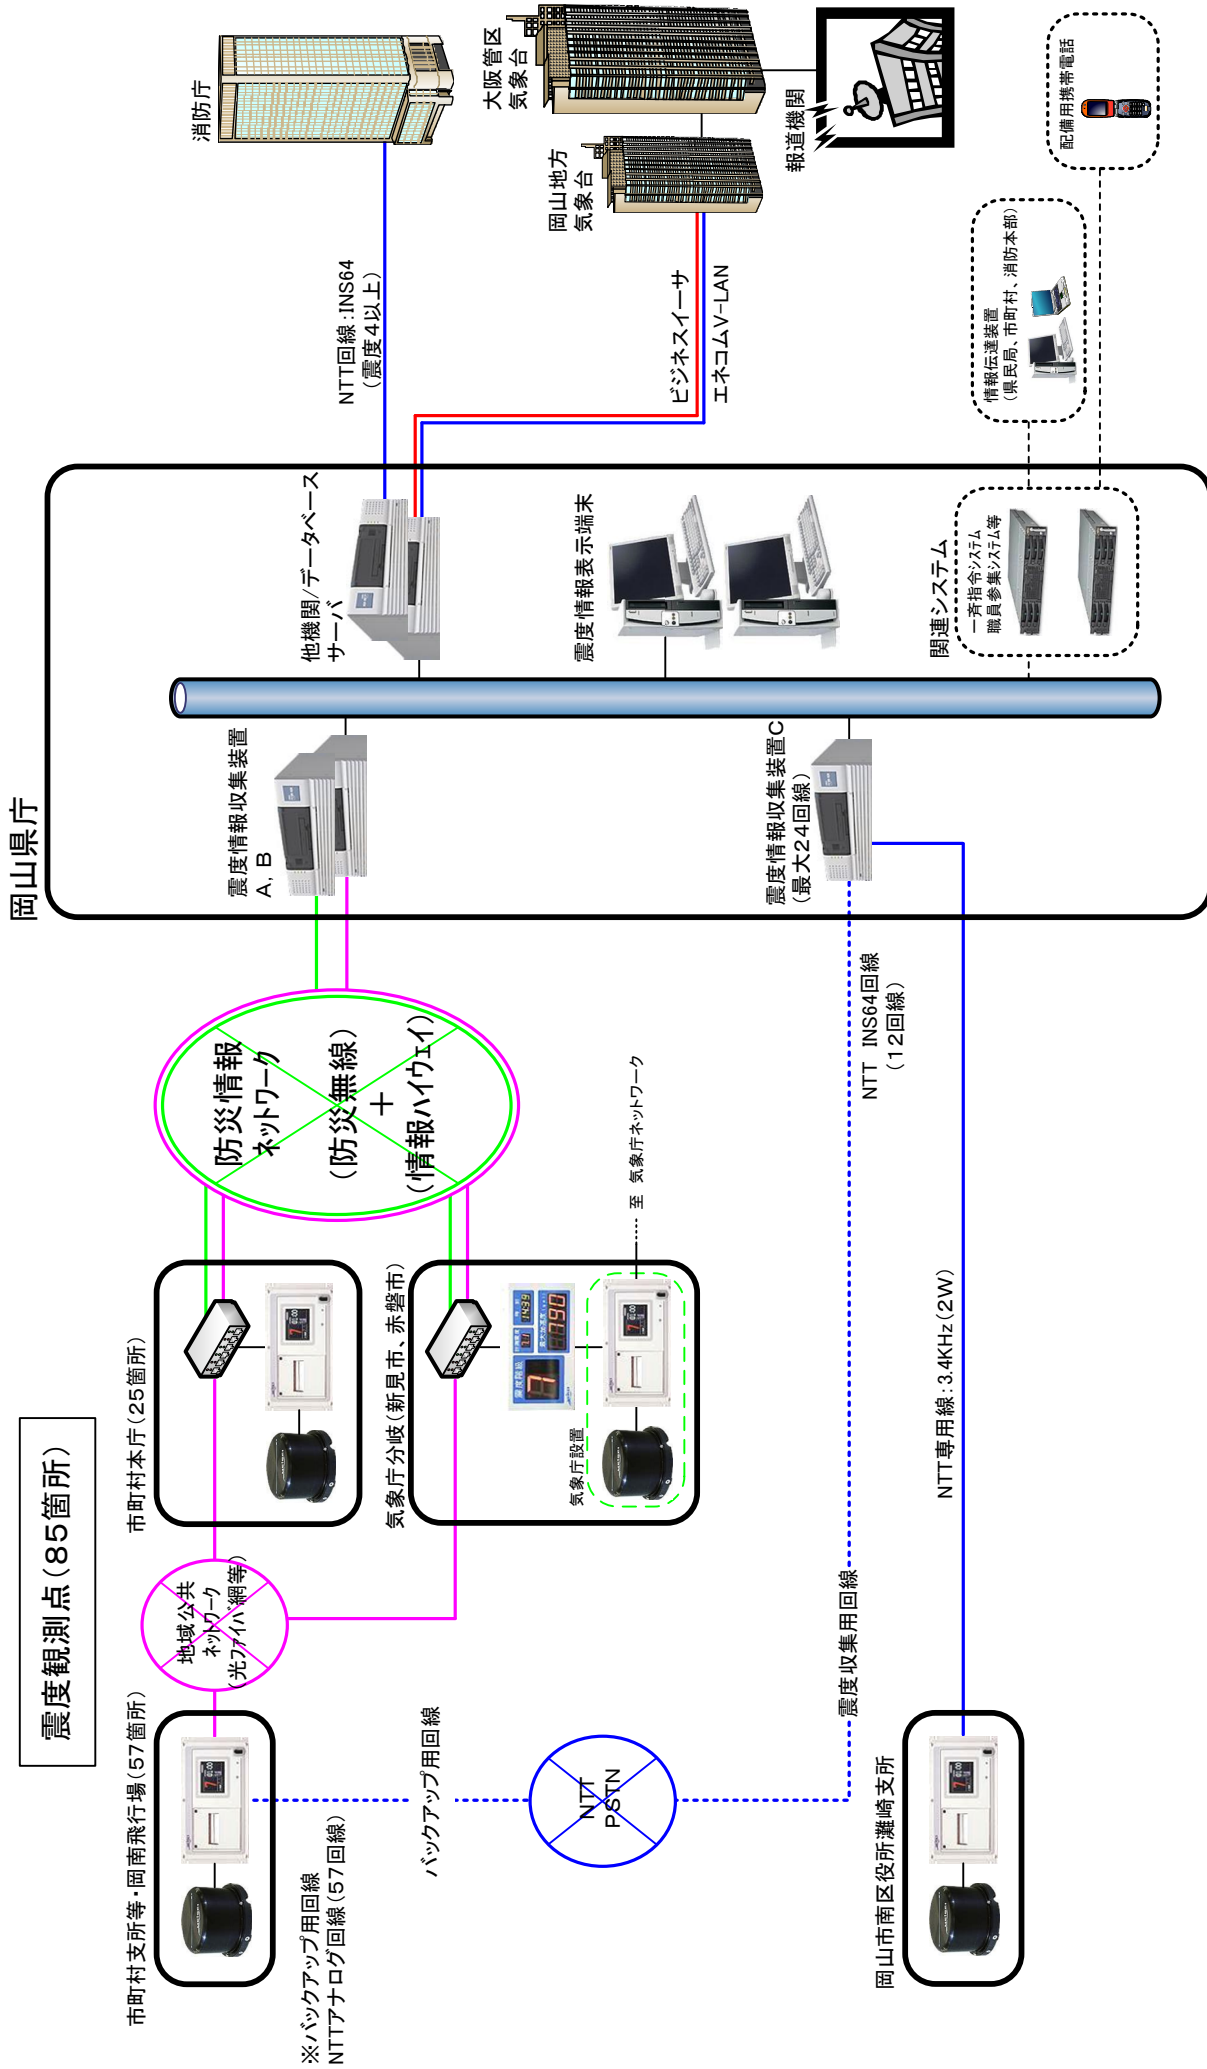 岡山県庁
震度観測点(85箇所)
市町村支所等・岡南飛行場(57箇所)
※バックアップ用回線
NTTアナログ回線(57回線)
地域公共
ネットワーク
(光ファイバ網等)
市町村本庁(25箇所)
気象庁分岐(新見市、赤磐市)
気象庁設置
至 気象庁ネットワーク
防災情報
ネットワーク
(防災無線)
+
(情報ハイウェイ)
バックアップ用回線
NTT
PSTN
震度収集用回線
NTT INS64回線
(12回線)
岡山市南区役所灘崎支所
NTT専用線:3.4KHz(2W)
震度情報収集装置
A, B
震度情報収集装置C
(最大24回線)
他機関/データベース
サーバ
震度情報表示端末
関連システム
一斉指令システム
職員参集システム等
NTT回線:INS64
(震度4以上)
消防庁
ビジネスイーサ
エネコムV-LAN
岡山地方
気象台
大阪管区
気象台
報道機関
情報伝達装置
(県民局、市町村、消防本部)
配備用携帯電話
震度階級